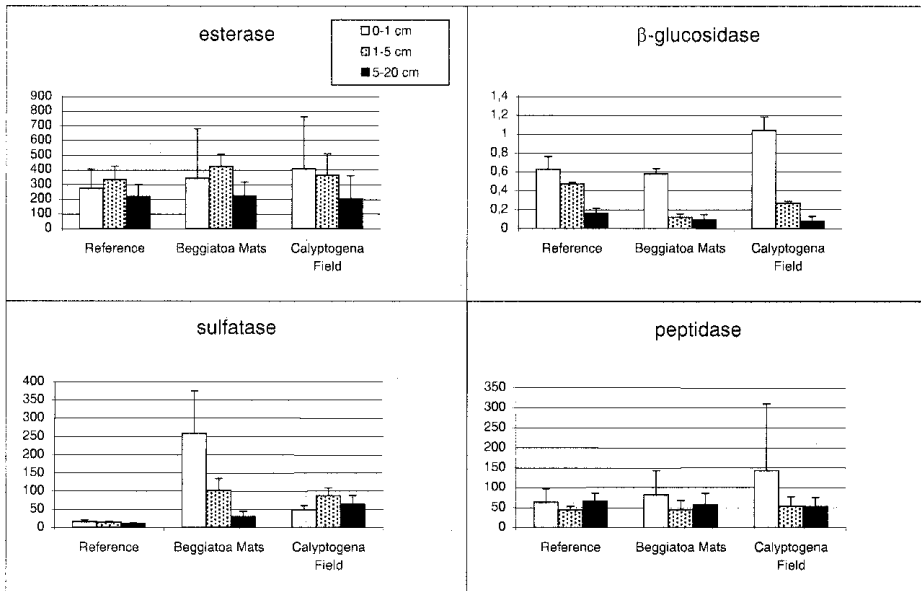 esterase
0-1 cm
1-5 cm
5-20 cm
900
800
700
600
500
400
300
200
100
0
Reference
Beggiatoa Mats
Calyptogena
Field
β-glucosidase
1,4
1,2
1
0,8
0,6
0,4
0,2
0
Reference
Beggiatoa Mats
Calyptogena
Field
sulfatase
400
350
300
250
200
150
100
50
0
Reference
Beggiatoa Mats
Calyptogena
Field
peptidase
350
300
250
200
150
100
50
0
Reference
Beggiatoa Mats
Calyptogena
Field